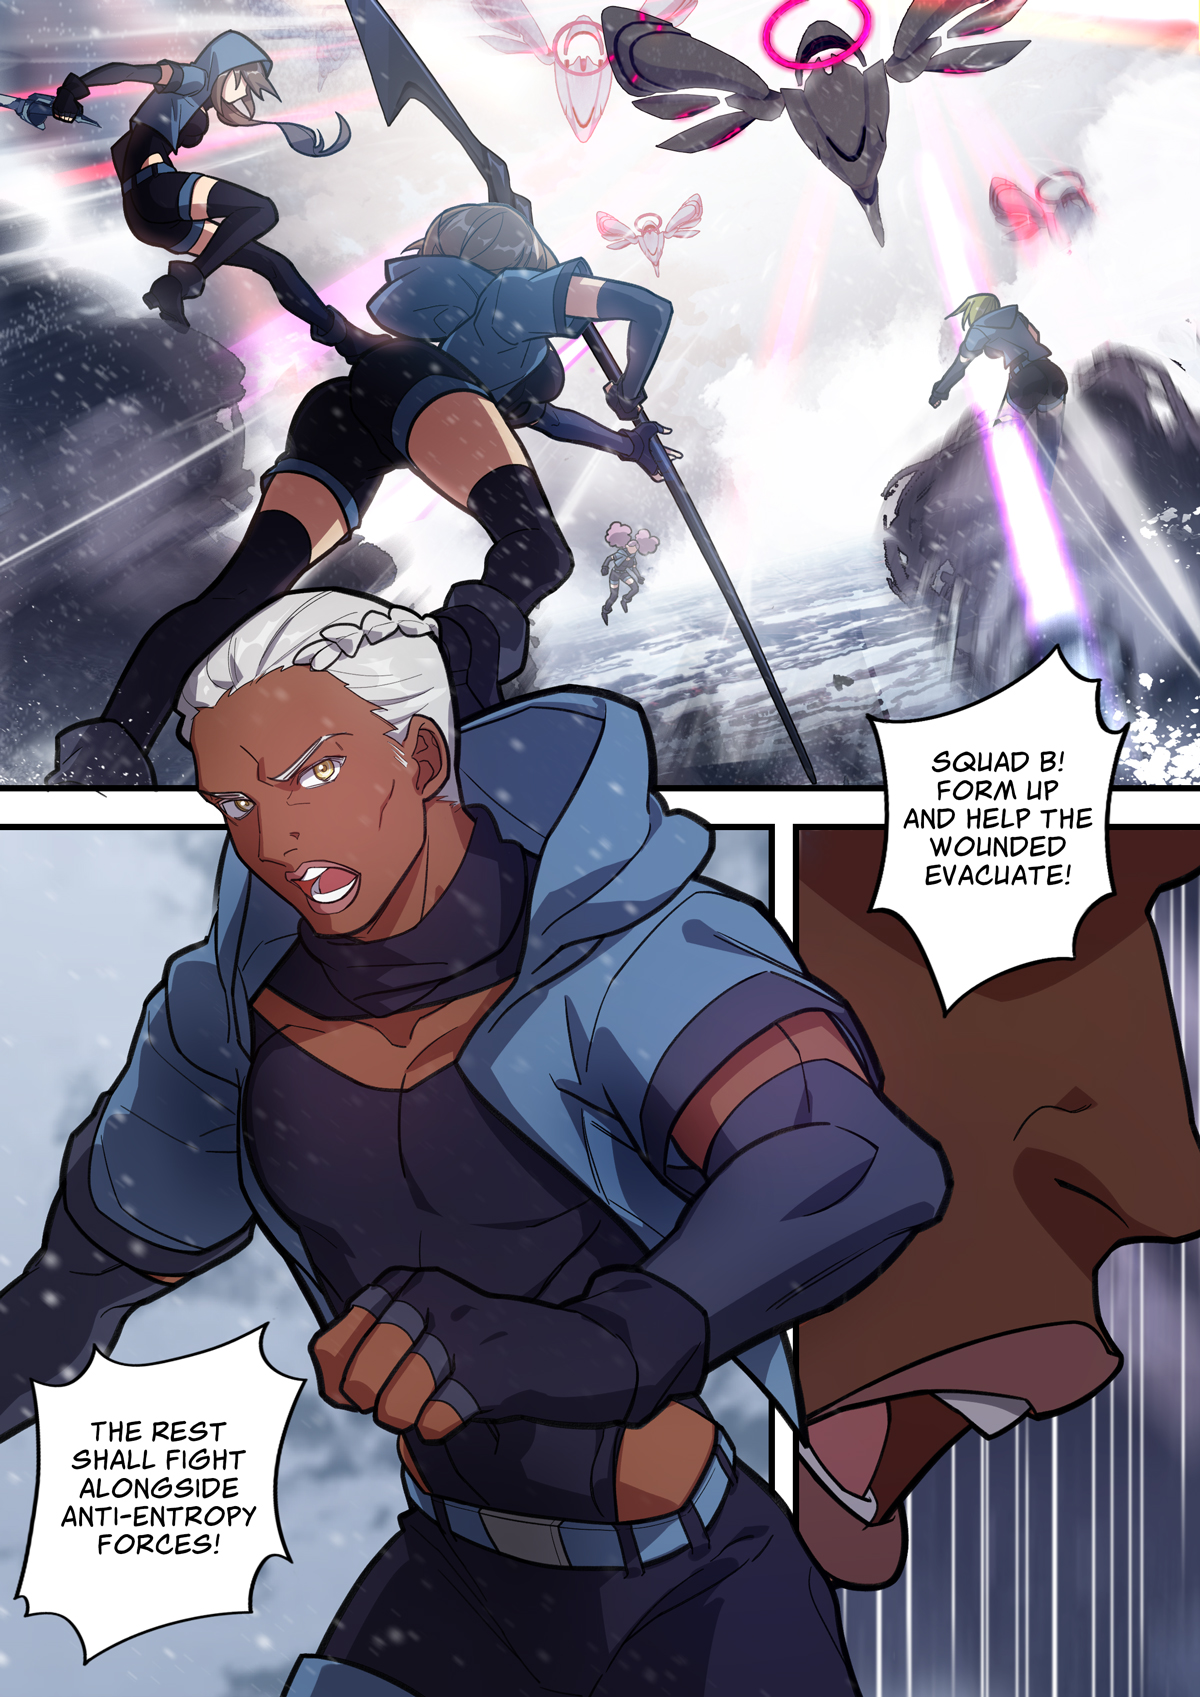 SQUAD B!
FORM UP
AND HELP THE
WOUNDED
EVACUATE!
THE REST
SHALL FIGHT
ALONGSIDE
ANTI-ENTROPY
FORCES!